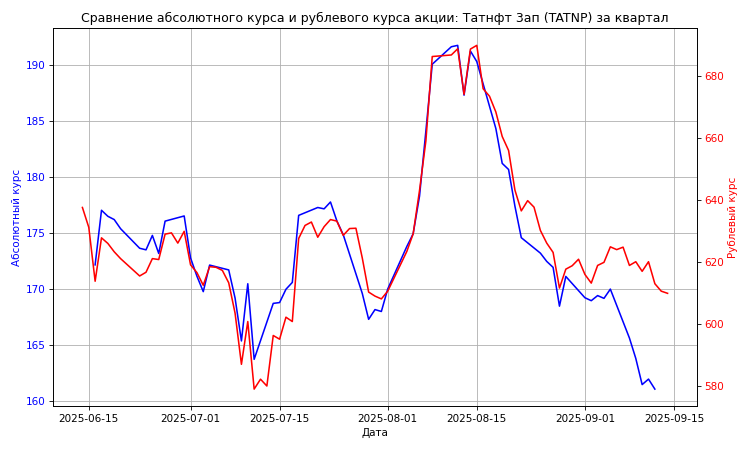 Сравнение абсолютного курса и рублевого курса акции: Татнфт 3ап (TATNP) за квартал
190
185
180
175
170
165
160
Абсолютный курс
680
660
640
620
600
580
Рублевый курс
2025-06-15 2025-07-01 2025-07-15 2025-08-01 2025-08-15 2025-09-01 2025-09-15
Дата